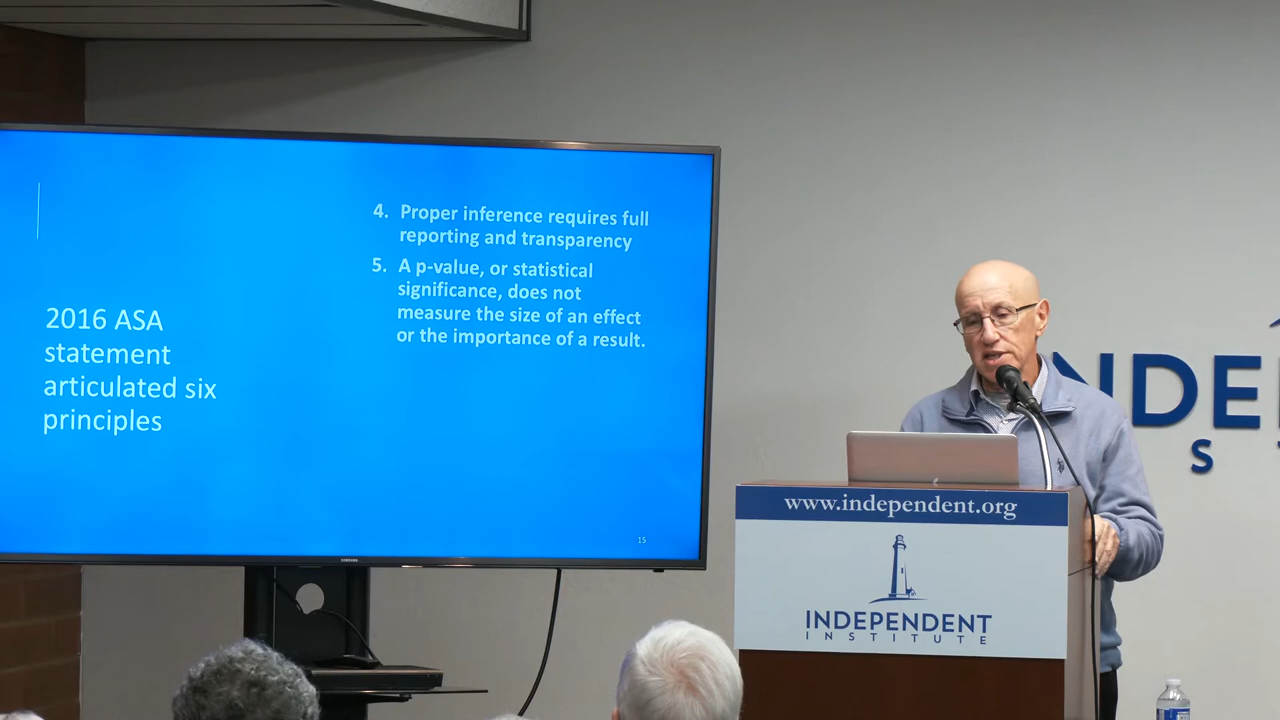 2016 ASA
statement
articulated six
principles
4. Proper inference requires full
reporting and transparency
5. A p-value, or statistical
significance, does not
measure the size of an effect
or the importance of a result.
15
SAMSUNG
www.independent.org
INDEPENDENT
INSTITUTE
INDE
S